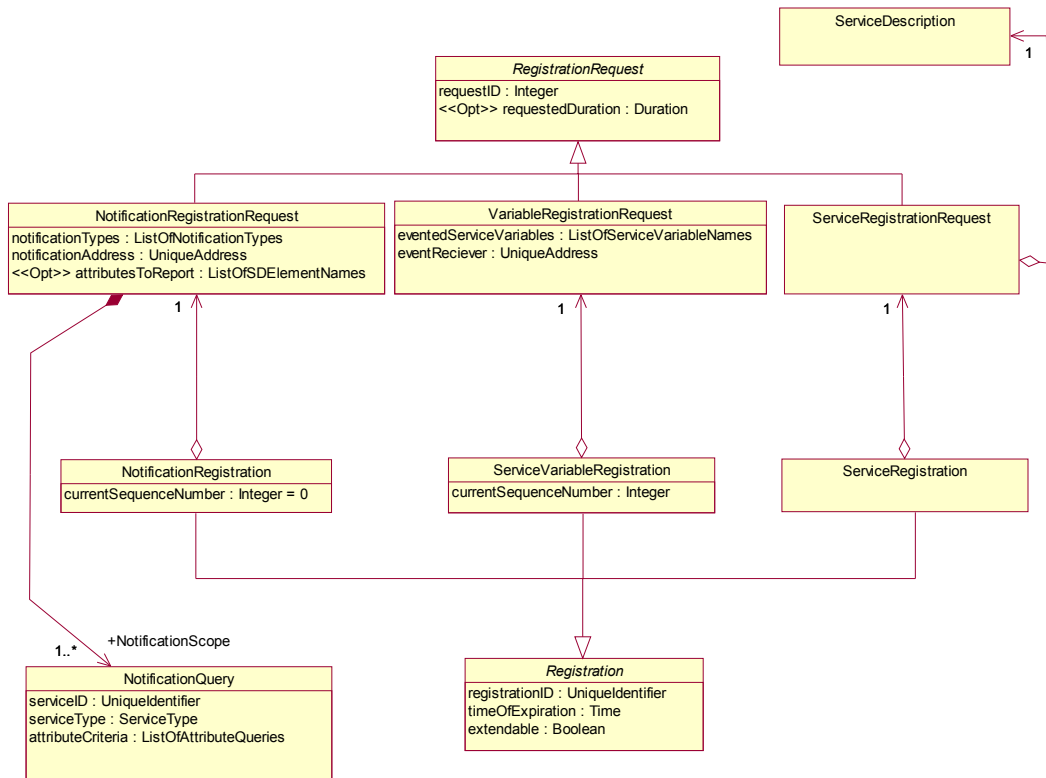 ServiceDescription
1
RegistrationRequest
requestID : Integer
<<Opt>> requestedDuration : Duration
NotificationRegistrationRequest
notificationTypes : ListOfNotificationTypes
notificationAddress : UniqueAddress
<<Opt>> attributesToReport : ListOfSDElementNames
VariableRegistrationRequest
eventedServiceVariables : ListOfServiceVariableNames
eventReciever : UniqueAddress
ServiceRegistrationRequest
1
1
1
NotificationRegistration
currentSequenceNumber : Integer = 0
ServiceVariableRegistration
currentSequenceNumber : Integer
ServiceRegistration
+NotificationScope
1..*
NotificationQuery
serviceID : UniqueIdentifier
serviceType : ServiceType
attributeCriteria : ListOfAttributeQueries
Registration
registrationID : UniqueIdentifier
timeOfExpiration : Time
extendable : Boolean